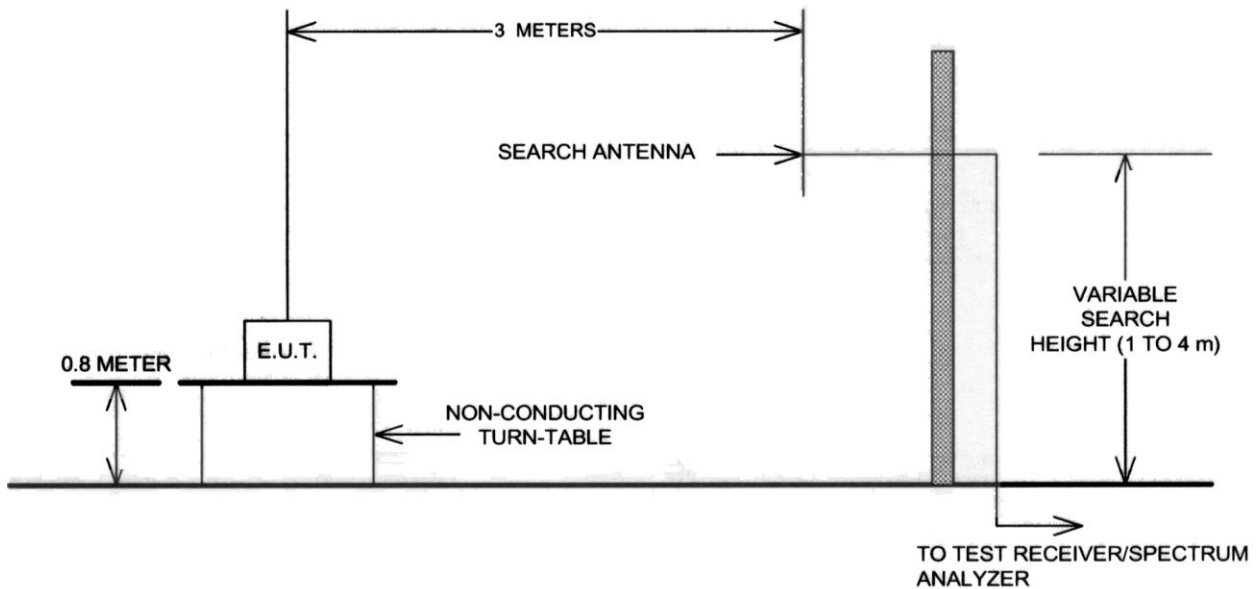 3 METERS
SEARCH ANTENNA
VARIABLE
SEARCH
HEIGHT (1 TO 4 m)
E.U.T.
0.8 METER
NON-CONDUCTING
TURN-TABLE
TO TEST RECEIVER/SPECTRUM
ANALYZER